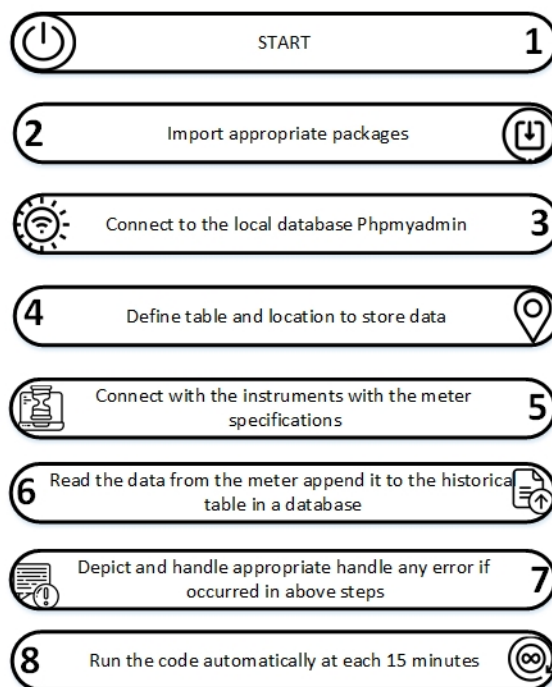 START 1
2 Import appropriate packages
Connect to the local database Phpmyadmin 3
4 Define table and location to store data
Connect with the instruments with the meter
specifications 5
6 Read the data from the meter append it to the historical
table in a database
Depict and handle appropriate handle any error if
occurred in above steps 7
8 Run the code automatically at each 15 minutes